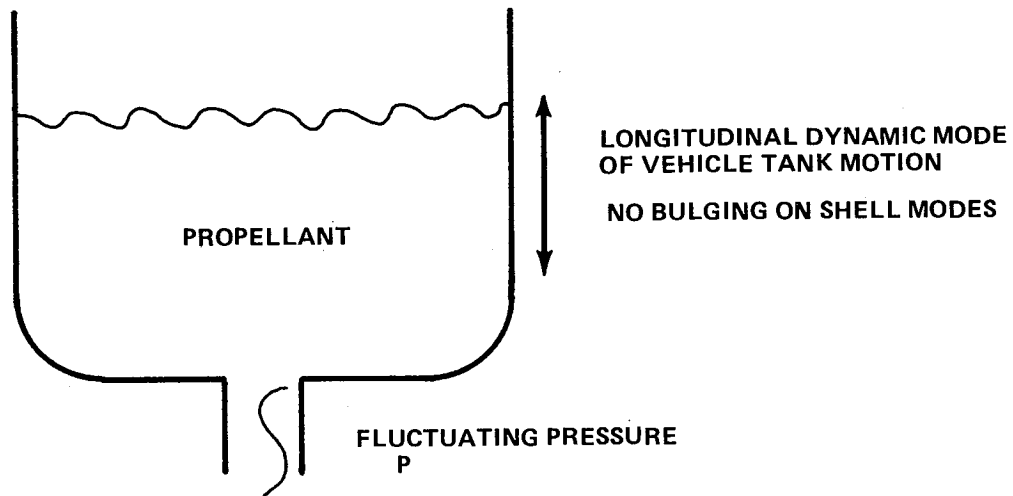 LONGITUDINAL DYNAMIC MODE
OF VEHICLE TANK MOTION
NO BULGING ON SHELL MODES
PROPELLANT
FLUCTUATING PRESSURE
P